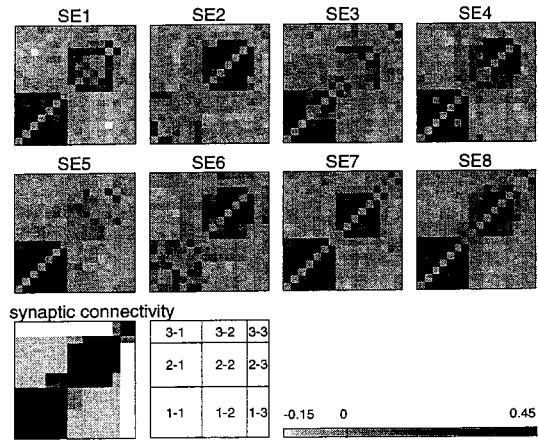 SE1 SE2 SE3 SE4
SE5 SE6 SE7 SE8
synaptic connectivity
3-1 3-2 3-3
2-1 2-2 2-3
1-1 1-2 1-3
-0.15 0 0.45